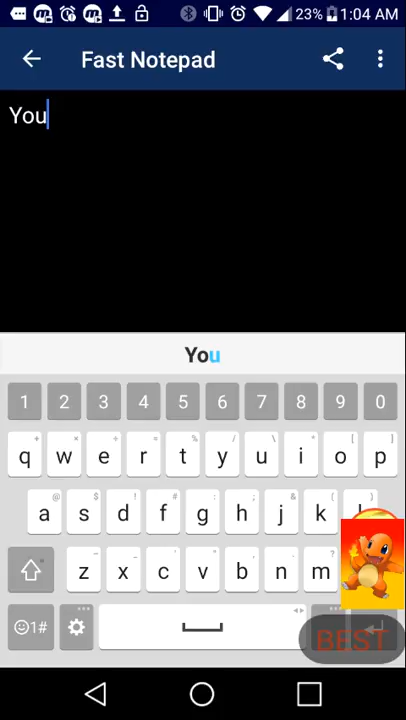 23% 1:04 AM
Fast Notepad
You
You
1 2 3 4 5 6 7 8 9 0
+ × ÷ = % / \ * [ ]
q w e r t y u i o p
@ $ ! # : ; & ( )
a s d f g h j k l
- _ ' " , ?
z x c v b n m
☺1#
BEST